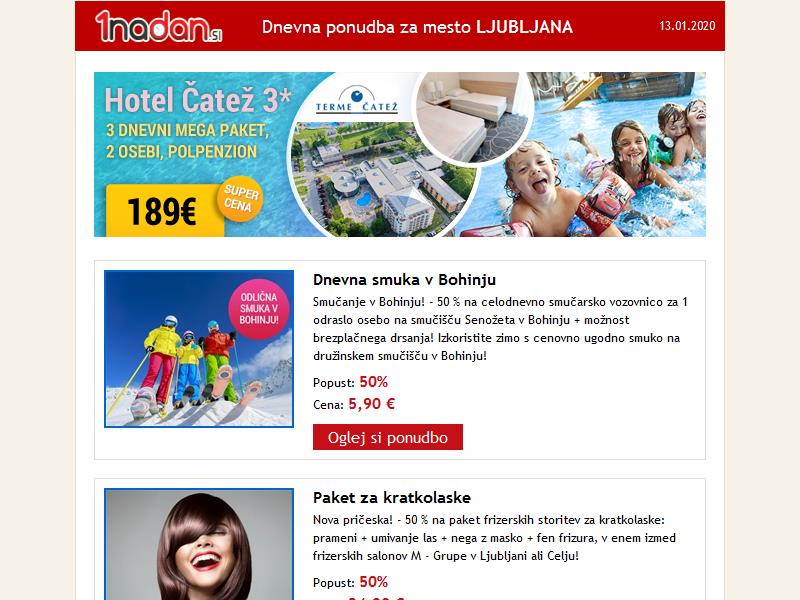 1nadan.si
Dnevna ponudba za mesto LJUBLJANA
13.01.2020
Hotel Čatež 3*
3 DNEVNI MEGA PAKET,
2 OSEBI, POLPENZION
189€
SUPER
CENA
TERME ČATEŽ
ODLIČNA
SMUKA V
BOHINJU!
Dnevna smuka v Bohinju
Smučanje v Bohinju! - 50 % na celodnevno smučarsko vozovnico za 1
odraslo osebo na smučišču Senožeta v Bohinju + možnost
brezplačnega drsanja! Izkoristite zimo s cenovno ugodno smuko na
družinskem smučišču v Bohinju!
Popust: 50%
Cena: 5,90 €
Oglej si ponudbo
Paket za kratkolaske
Nova pričeska! - 50 % na paket frizerskih storitev za kratkolaske:
prameni + umivanje las + nega z masko + fen frizura, v enem izmed
frizerskih salonov M - Grupe v Ljubljani ali Celju!
Popust: 50%